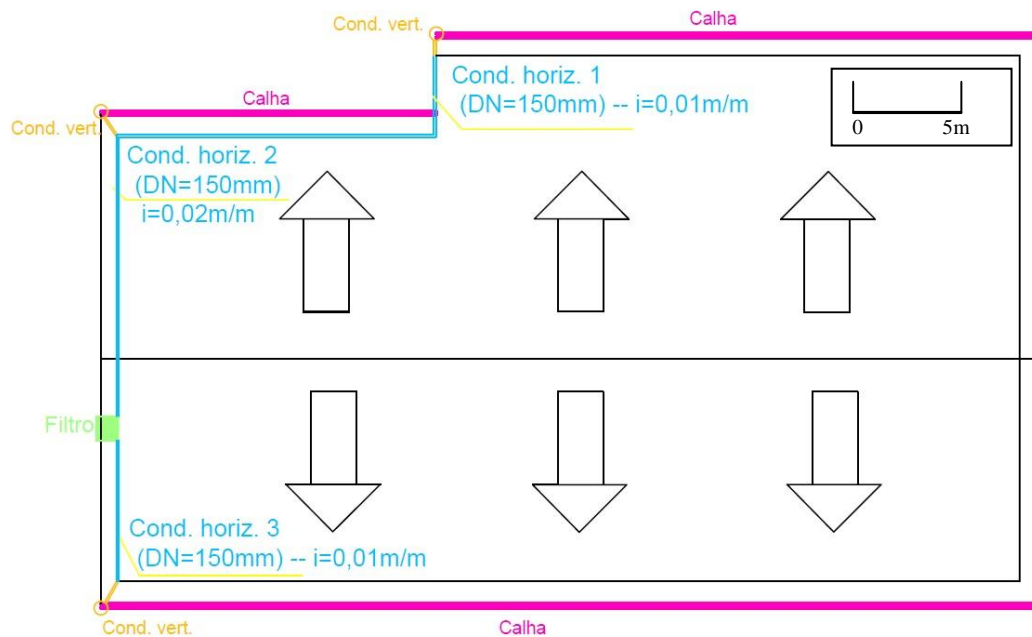 Calha
Cond. vert.
Cond. horiz. 1
(DN=150mm) -- i=0,01m/m
0 5m
Calha
Cond. vert.
Cond. horiz. 2
(DN=150mm)
i=0,02m/m
Filtro
Cond. horiz. 3
(DN=150mm) -- i=0,01m/m
Cond. vert.
Calha